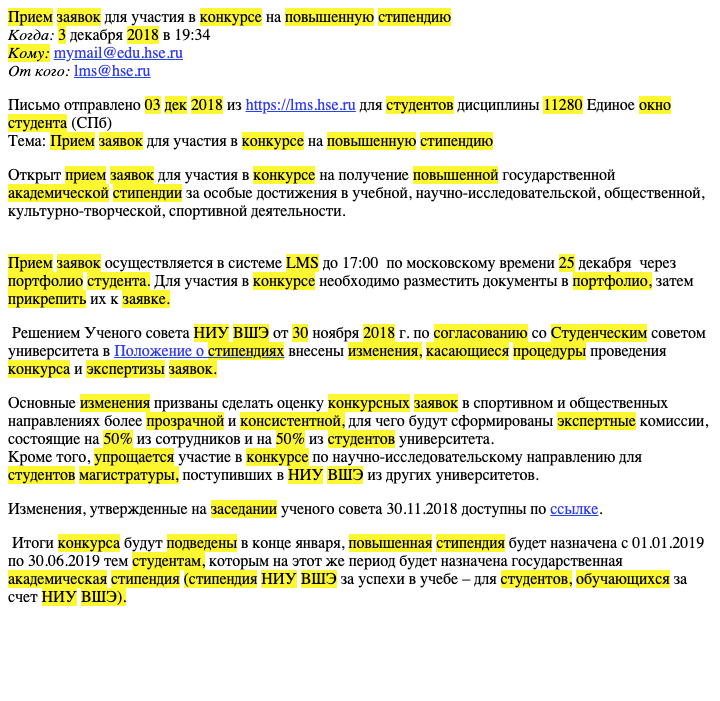 Прием заявок для участия в конкурсе на повышенную стипендию
Когда: 3 декабря 2018 в 19:34
Кому: mymail@edu.hse.ru
От кого: lms@hse.ru
Письмо отправлено 03 дек 2018 из https://lms.hse.ru для студентов дисциплины 11280 Единое окно
студента (СПб)
Тема: Прием заявок для участия в конкурсе на повышенную стипендию
Открыт прием заявок для участия в конкурсе на получение повышенной государственной
академической стипендии за особые достижения в учебной, научно-исследовательской, общественной,
культурно-творческой, спортивной деятельности.
Прием заявок осуществляется в системе LMS до 17:00 по московскому времени 25 декабря через
портфолио студента. Для участия в конкурсе необходимо разместить документы в портфолио, затем
прикрепить их к заявке.
Решением Ученого совета НИУ ВШЭ от 30 ноября 2018 г. по согласованию со Студенческим советом
университета в Положение о стипендиях внесены изменения, касающиеся процедуры проведения
конкурса и экспертизы заявок.
Основные изменения призваны сделать оценку конкурсных заявок в спортивном и общественных
направлениях более прозрачной и консистентной, для чего будут сформированы экспертные комиссии,
состоящие на 50% из сотрудников и на 50% из студентов университета.
Кроме того, упрощается участие в конкурсе по научно-исследовательскому направлению для
студентов магистратуры, поступивших в НИУ ВШЭ из других университетов.
Изменения, утвержденные на заседании ученого совета 30.11.2018 доступны по ссылке.
Итоги конкурса будут подведены в конце января, повышенная стипендия будет назначена с 01.01.2019
по 30.06.2019 тем студентам, которым на этот же период будет назначена государственная
академическая стипендия (стипендия НИУ ВШЭ за успехи в учебе – для студентов, обучающихся за
счет НИУ ВШЭ).